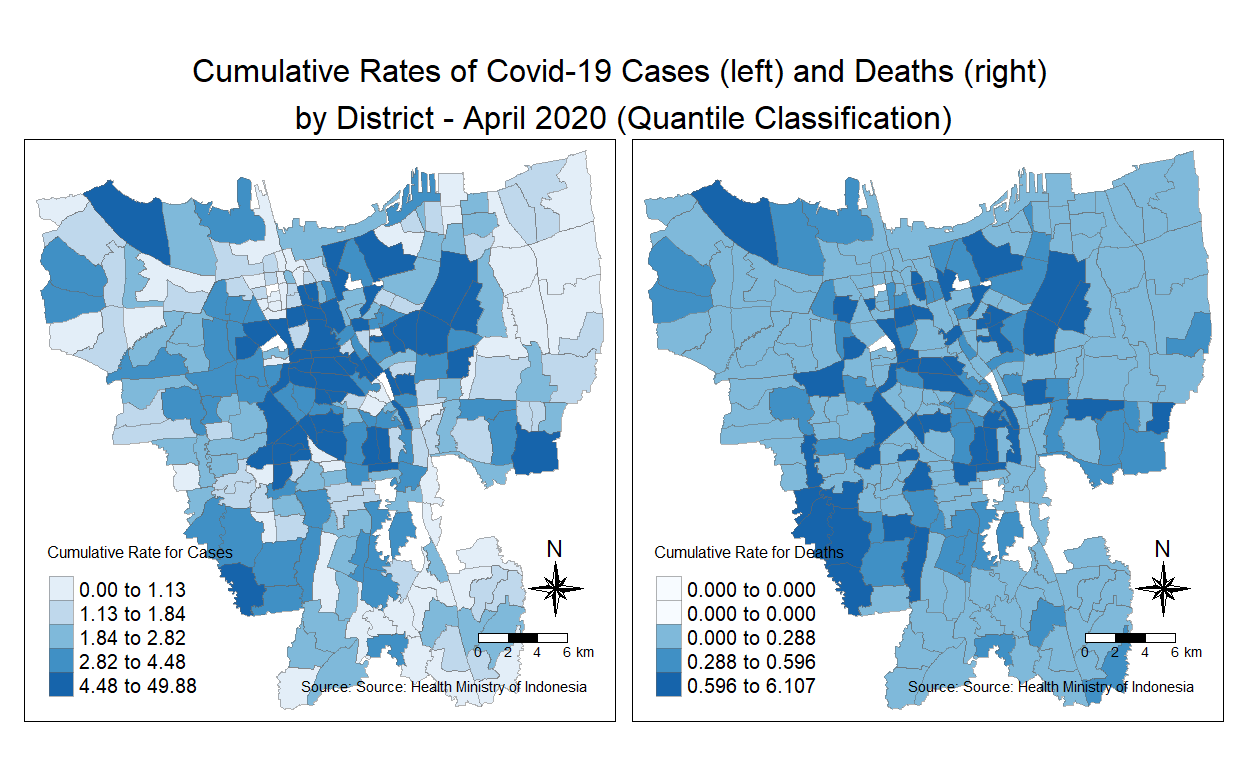 Cumulative Rates of Covid-19 Cases (left) and Deaths (right)
by District - April 2020 (Quantile Classification)
Cumulative Rate for Cases
0.00 to 1.13
1.13 to 1.84
1.84 to 2.82
2.82 to 4.48
4.48 to 49.88
N
0 2 4 6 km
Source: Source: Health Ministry of Indonesia
Cumulative Rate for Deaths
0.000 to 0.000
0.000 to 0.000
0.000 to 0.288
0.288 to 0.596
0.596 to 6.107
N
0 2 4 6 km
Source: Source: Health Ministry of Indonesia